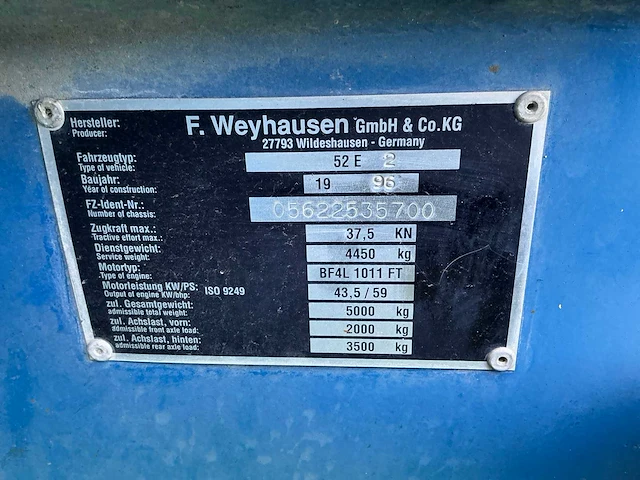 Hersteller: F. Weyhausen GmbH & Co.KG
Producer: 27793 Wildeshausen - Germany
Fahrzeugtyp: 52 E 2
Type of vehicle:
Baujahr: 19 96
Year of construction:
FZ-Ident-Nr.: 05622535700
Number of chassis:
Zugkraft max.: 37,5 KN
Tractive effort max.:
Dienstgewicht: 4450 kg
Service weight:
Motortyp: BF4L 1011 FT
Type of engine:
Motorleistung KW/PS: ISO 9249 43,5 / 59
Output of engine KW/bhp:
zul. Gesamtgewicht: 5000 kg
admissible total weight:
zul. Achslast, vorn: 2000 kg
admissible front axle load:
zul. Achslast, hinten: 3500 kg
admissible rear axle load: